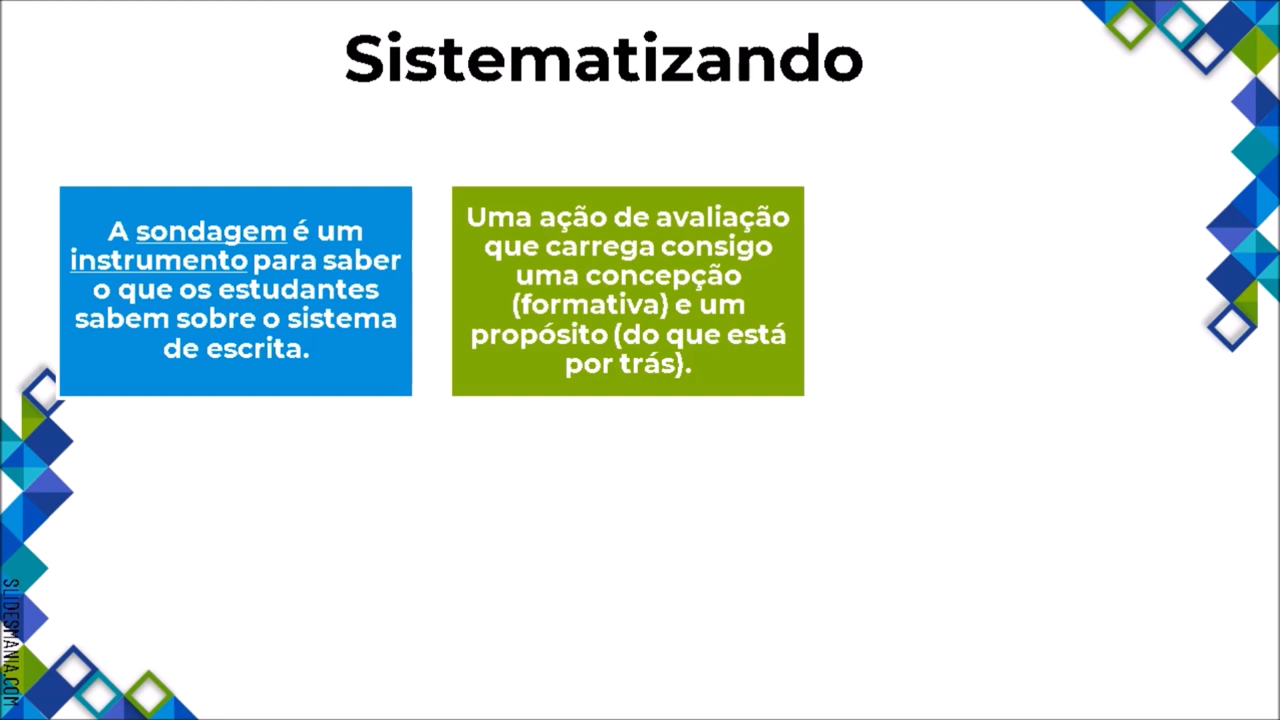 Sistematizando
A sondagem é um
instrumento para saber
o que os estudantes
sabem sobre o sistema
de escrita.
Uma ação de avaliação
que carrega consigo
uma concepção
(formativa) e um
propósito (do que está
por trás).
SLIDESMANIA.COM